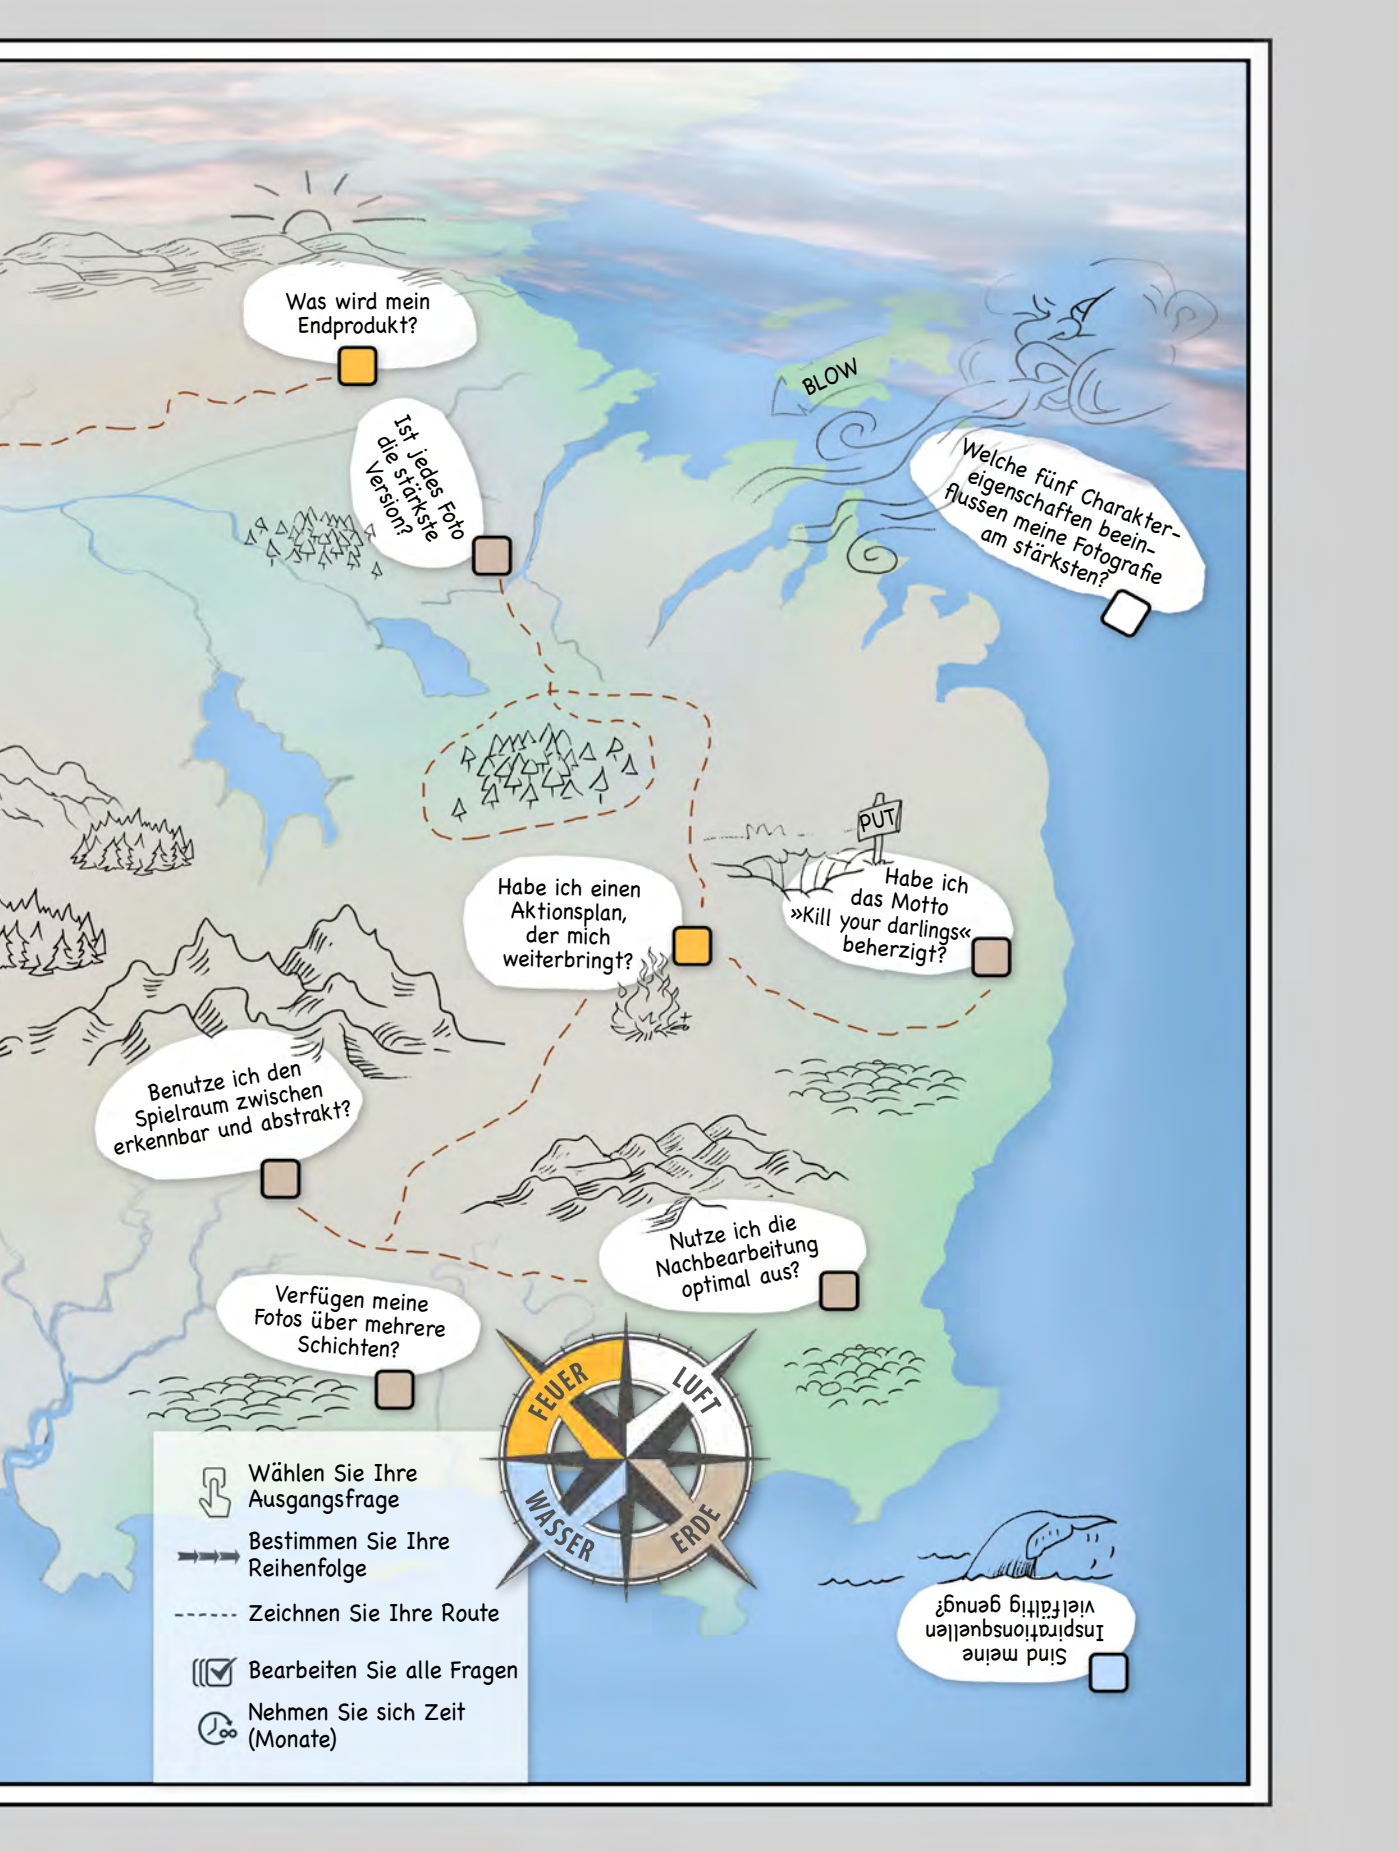 Was wird mein
Endprodukt?
Ist jedes Foto
die stärkste
Version?
BLOW
Welche fünf Charakter-
eigenschaften beein-
flussen meine Fotografie
am stärksten?
PUT
Habe ich
das Motto
»Kill your darlings«
beherzigt?
Habe ich einen
Aktionsplan,
der mich
weiterbringt?
Benutze ich den
Spielraum zwischen
erkennbar und abstrakt?
Nutze ich die
Nachbearbeitung
optimal aus?
Verfügen meine
Fotos über mehrere
Schichten?
FEUER
LUFT
WASSER
ERDE
Wählen Sie Ihre
Ausgangsfrage
Bestimmen Sie Ihre
Reihenfolge
Zeichnen Sie Ihre Route
Bearbeiten Sie alle Fragen
Nehmen Sie sich Zeit
(Monate)
Sind meine
Inspirationsquellen
vielfältig genug?